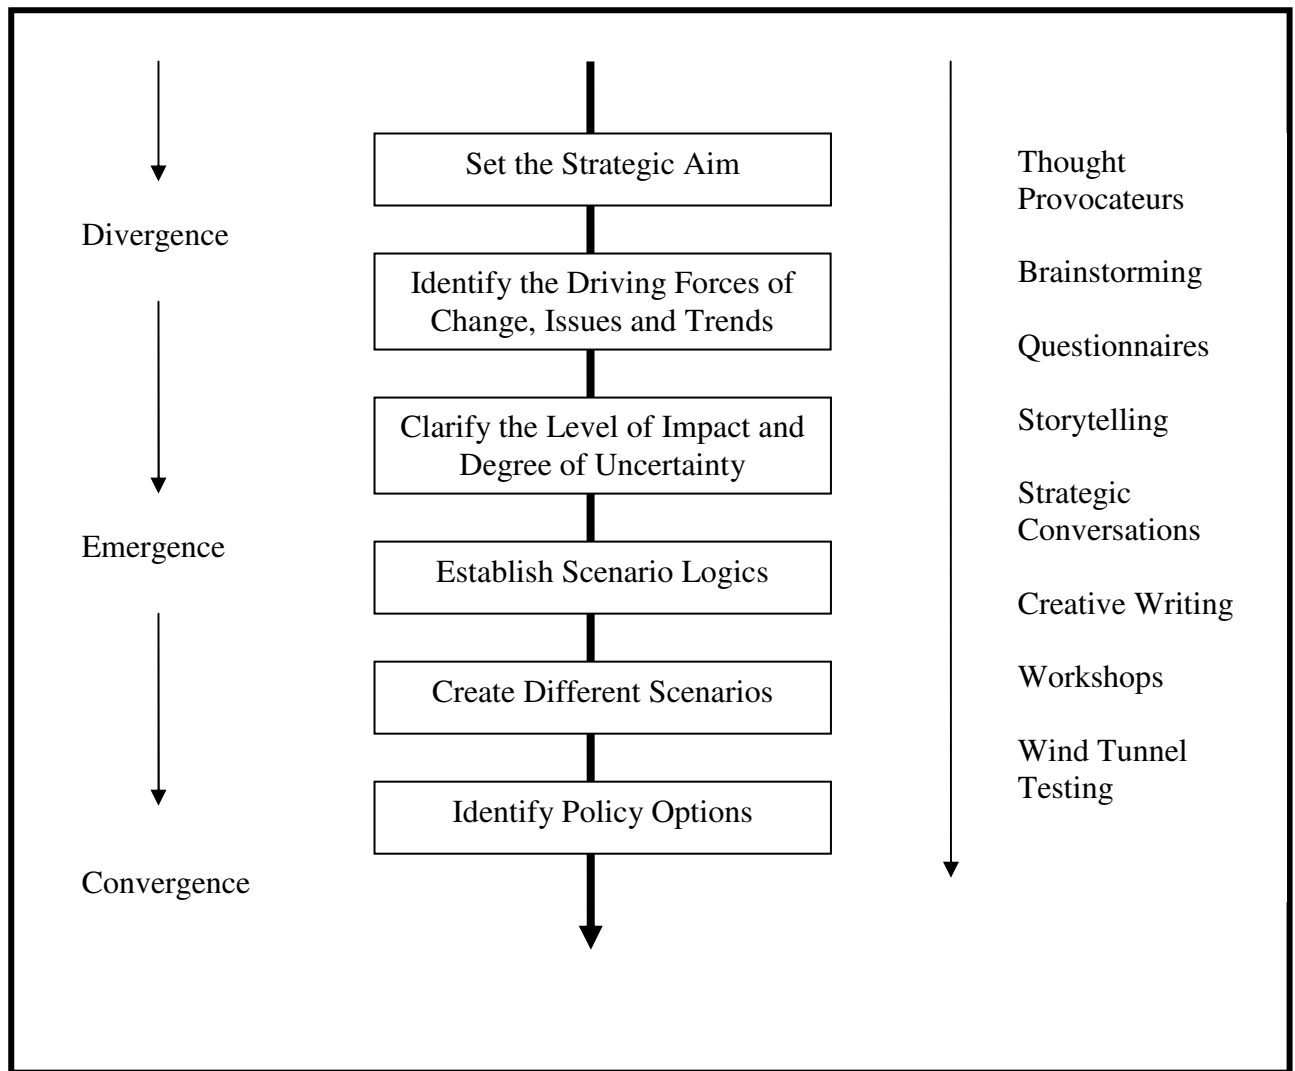 Divergence
Emergence
Convergence
Set the Strategic Aim
Identify the Driving Forces of
Change, Issues and Trends
Clarify the Level of Impact and
Degree of Uncertainty
Establish Scenario Logics
Create Different Scenarios
Identify Policy Options
Thought
Provocateurs
Brainstorming
Questionnaires
Storytelling
Strategic
Conversations
Creative Writing
Workshops
Wind Tunnel
Testing